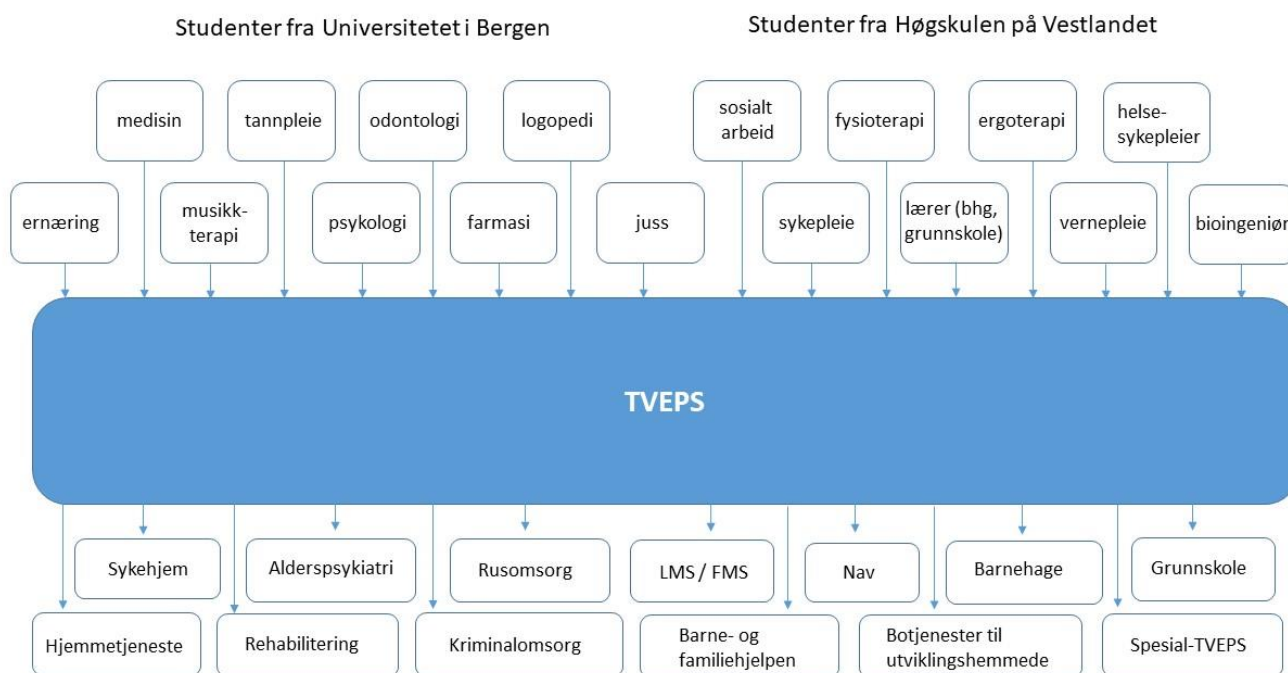 Studenter fra Universitetet i Bergen
Studenter fra Høgskulen på Vestlandet
medisin
tannpleie
odontologi
logopedi
sosialt
arbeid
fysioterapi
ergoterapi
helse-
sykepleier
ernæring
musikk-
terapi
psykologi
farmasi
juss
sykepleie
lærer (bhg,
grunnskole)
vernepleie
bioingeniør
TVEPS
Sykehjem
Alderspsykiatri
Rusomsorg
LMS / FMS
Nav
Barnehage
Grunnskole
Hjemmetjeneste
Rehabilitering
Kriminalomsorg
Barne- og
familiehjelpen
Botjenester til
utviklingshemmede
Spesial-TVEPS